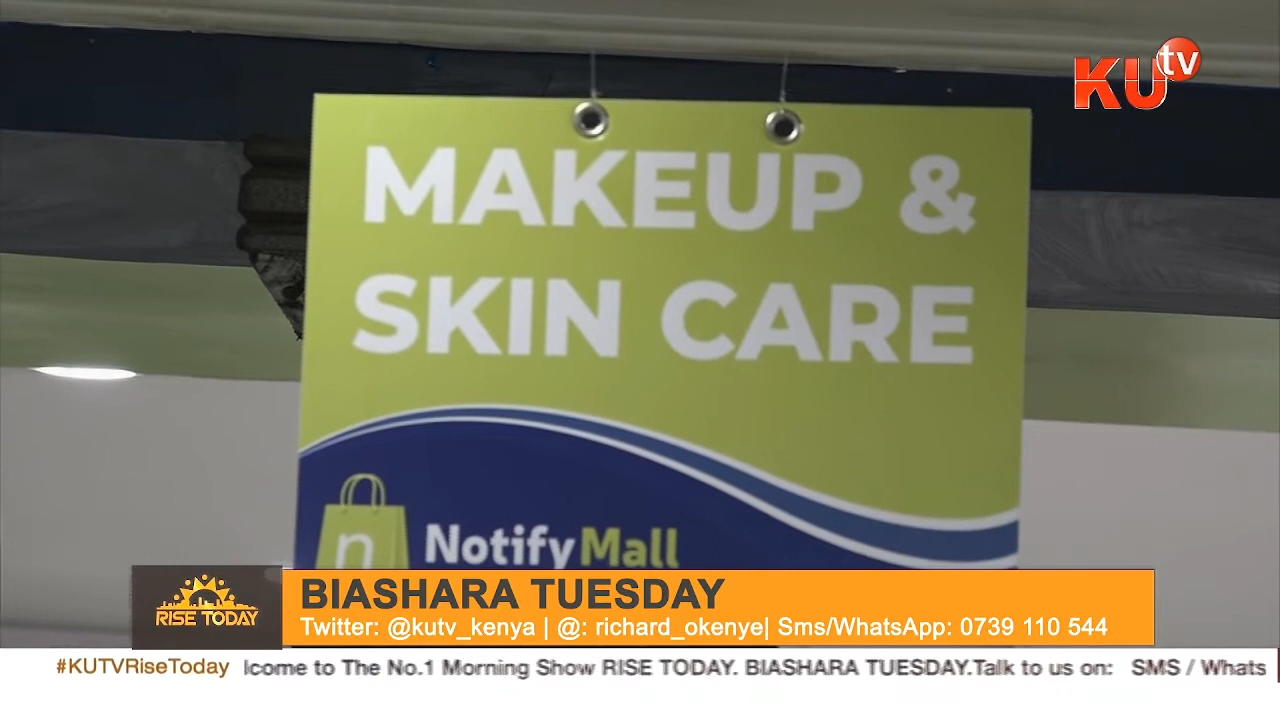 KU tv
MAKEUP &
SKIN CARE
n
NotifyMall
RISE TODAY
BIASHARA TUESDAY
Twitter: @kutv_kenya | @: richard_okenye| Sms/WhatsApp: 0739 110 544
#KUTVRiseToday lcome to The No.1 Morning Show RISE TODAY. BIASHARA TUESDAY.Talk to us on: SMS / Whats